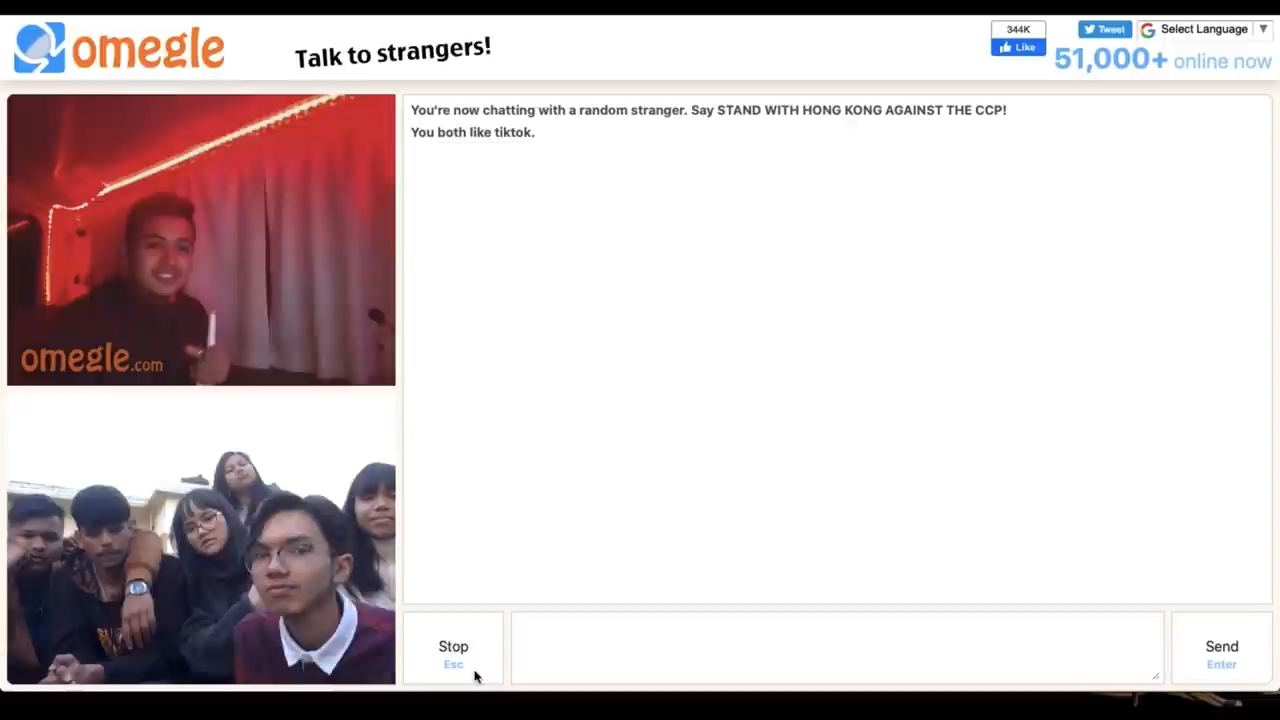 omegle
Talk to strangers!
344K
Like
Tweet
Select Language
51,000+ online now
You're now chatting with a random stranger. Say STAND WITH HONG KONG AGAINST THE CCP!
You both like tiktok.
omegle.com
Stop
Esc
Send
Enter